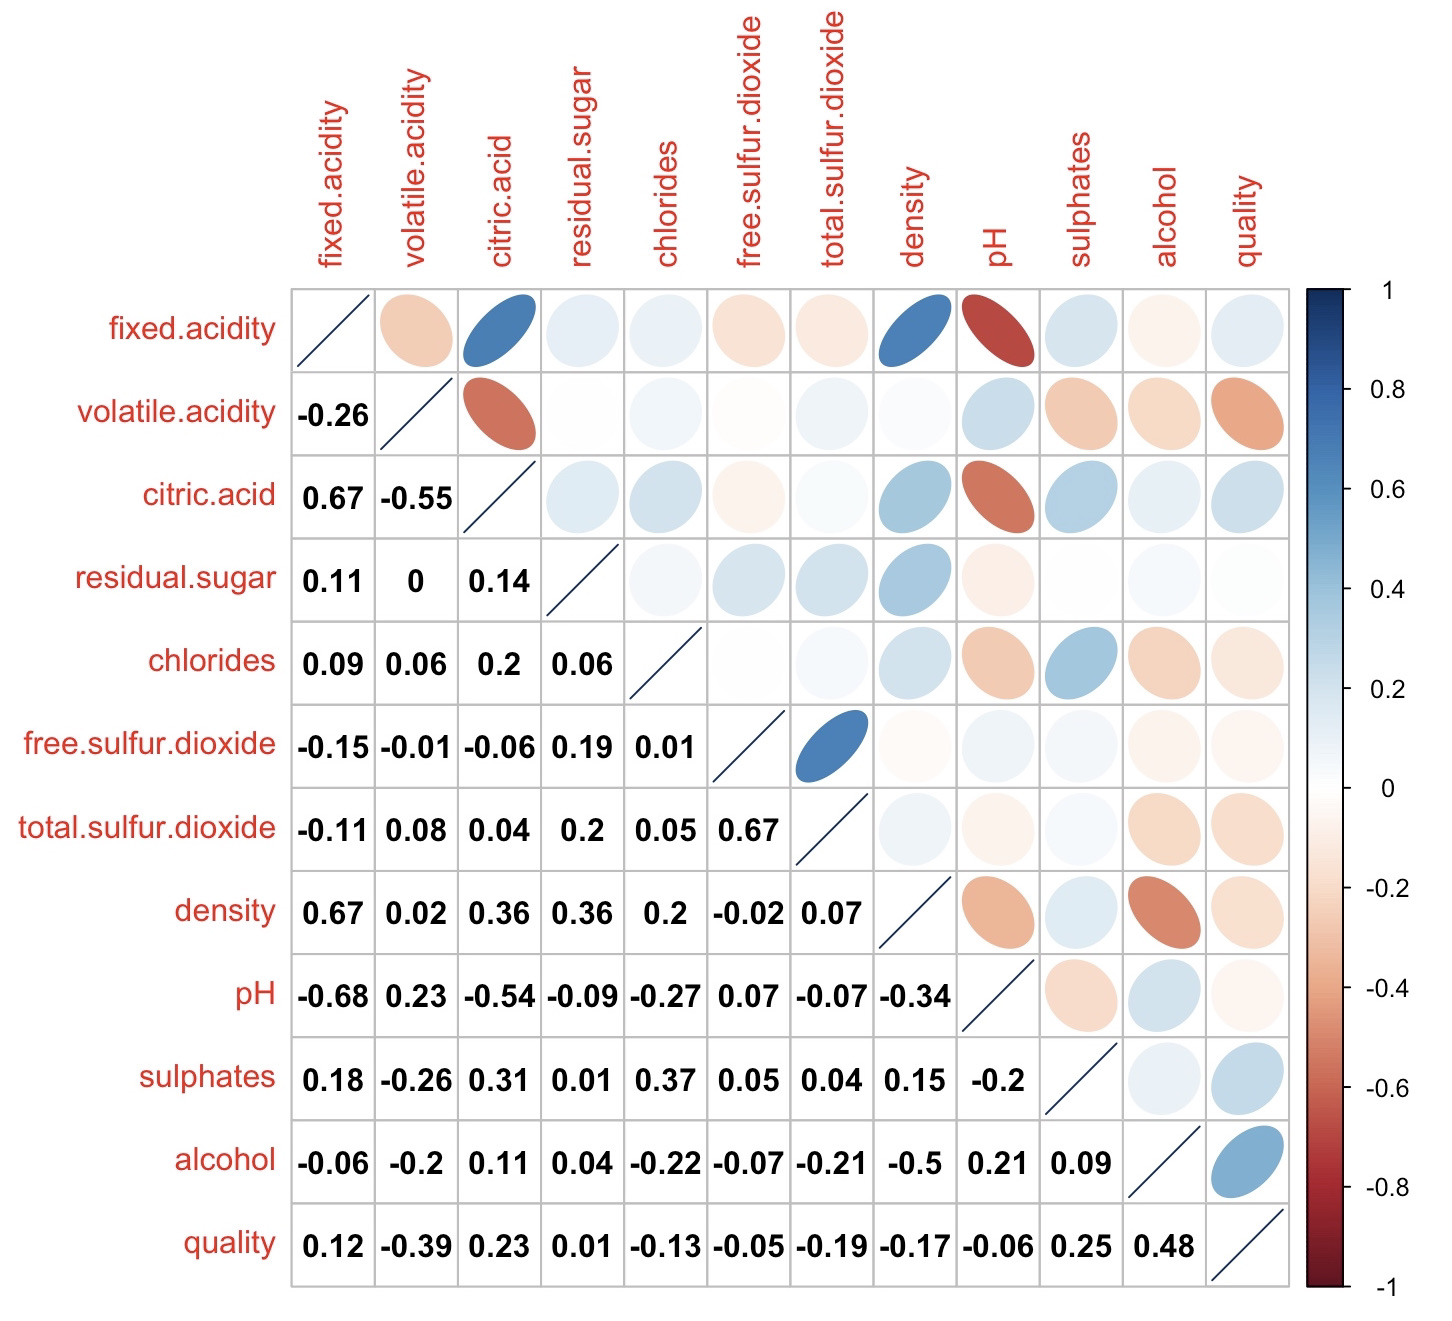 fixed.acidity
volatile.acidity
citric.acid
residual.sugar
chlorides
free.sulfur.dioxide
total.sulfur.dioxide
density
pH
sulphates
alcohol
quality
fixed.acidity
volatile.acidity -0.26
citric.acid 0.67 -0.55
residual.sugar 0.11 0 0.14
chlorides 0.09 0.06 0.2 0.06
free.sulfur.dioxide -0.15 -0.01 -0.06 0.19 0.01
total.sulfur.dioxide -0.11 0.08 0.04 0.2 0.05 0.67
density 0.67 0.02 0.36 0.36 0.2 -0.02 0.07
pH -0.68 0.23 -0.54 -0.09 -0.27 0.07 -0.07 -0.34
sulphates 0.18 -0.26 0.31 0.01 0.37 0.05 0.04 0.15 -0.2
alcohol -0.06 -0.2 0.11 0.04 -0.22 -0.07 -0.21 -0.5 0.21 0.09
quality 0.12 -0.39 0.23 0.01 -0.13 -0.05 -0.19 -0.17 -0.06 0.25 0.48
1
0.8
0.6
0.4
0.2
0
-0.2
-0.4
-0.6
-0.8
-1